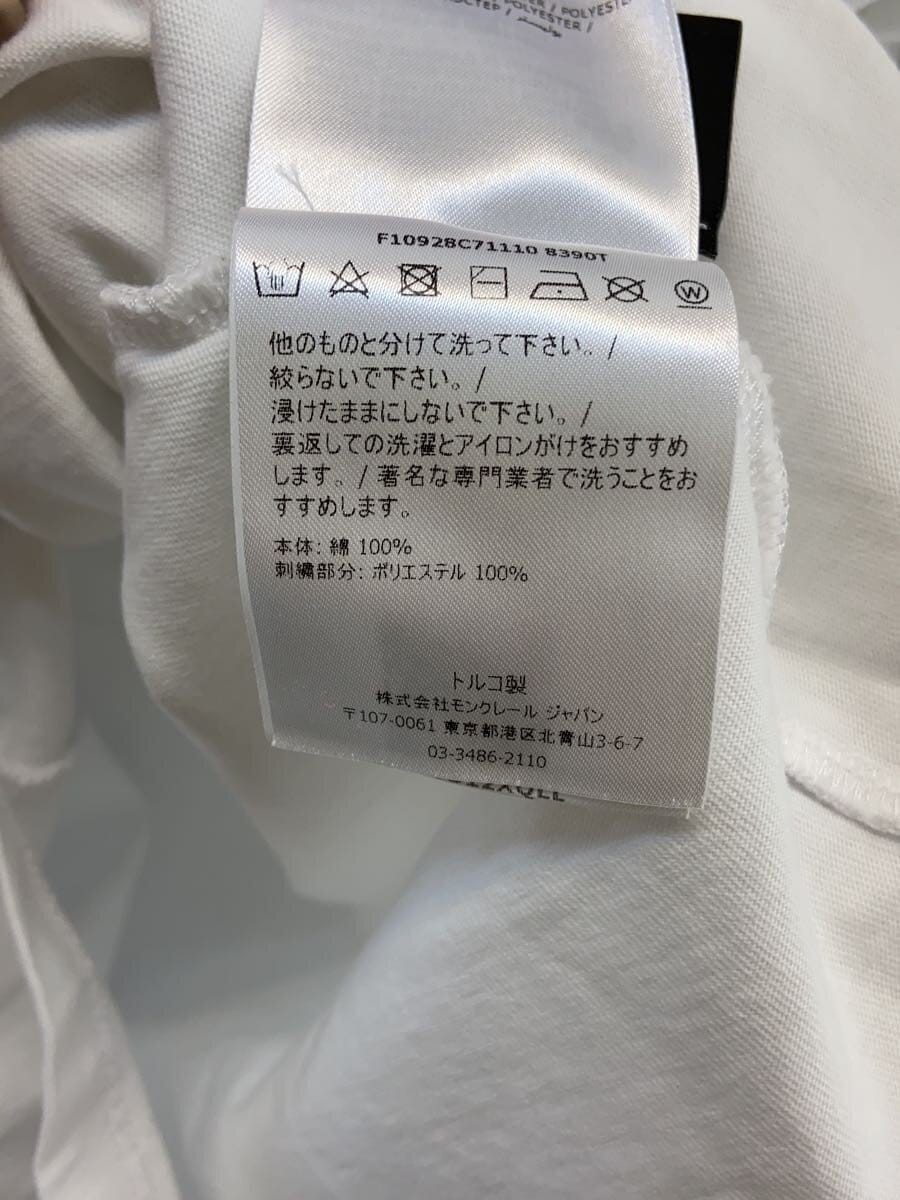 / POLYESTER
POLYESTER /
F10928C71110 8390T
W
他のものと分けて洗って下さい。/
絞らないで下さい。/
浸けたままにしないで下さい。/
裏返しての洗濯とアイロンがけをおすすめ
します。/ 著名な専門業者で洗うことをお
すすめします。
本体: 綿 100%
刺繍部分: ポリエステル 100%
トルコ製
株式会社モンクレール ジャパン
〒107-0061 東京都港区北青山3-6-7
03-3486-2110